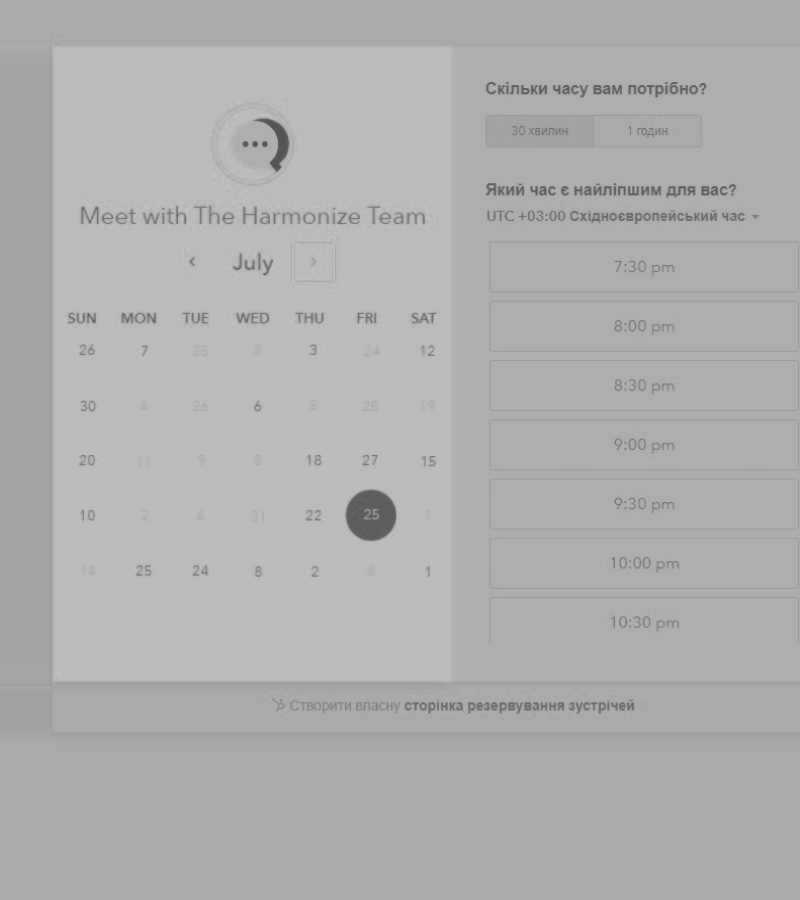 Meet with The Harmonize Team
July
SUN MON TUE WED THU FRI SAT
26 7 25 8 3 24 12
30 6 26 6 5 28 19
20 11 9 8 18 27 15
10 2 6 31 22 25 1
14 25 24 8 2 8 1
Скільки часу вам потрібно?
30 хвилин 1 годин
Який час є найліпшим для вас?
UTC +03:00 Східноєвропейський час
7:30 pm
8:00 pm
8:30 pm
9:00 pm
9:30 pm
10:00 pm
10:30 pm
Створити власну сторінка резервування зустрічей